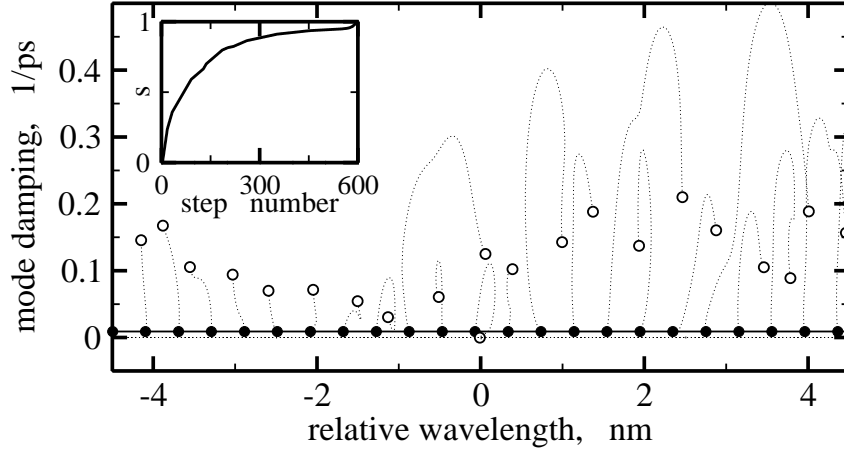 mode damping, 1/ps
0.4
0.3
0.2
0.1
0
1
s
0
0 300 600
step number
-4 -2 0 2 4
relative wavelength, nm